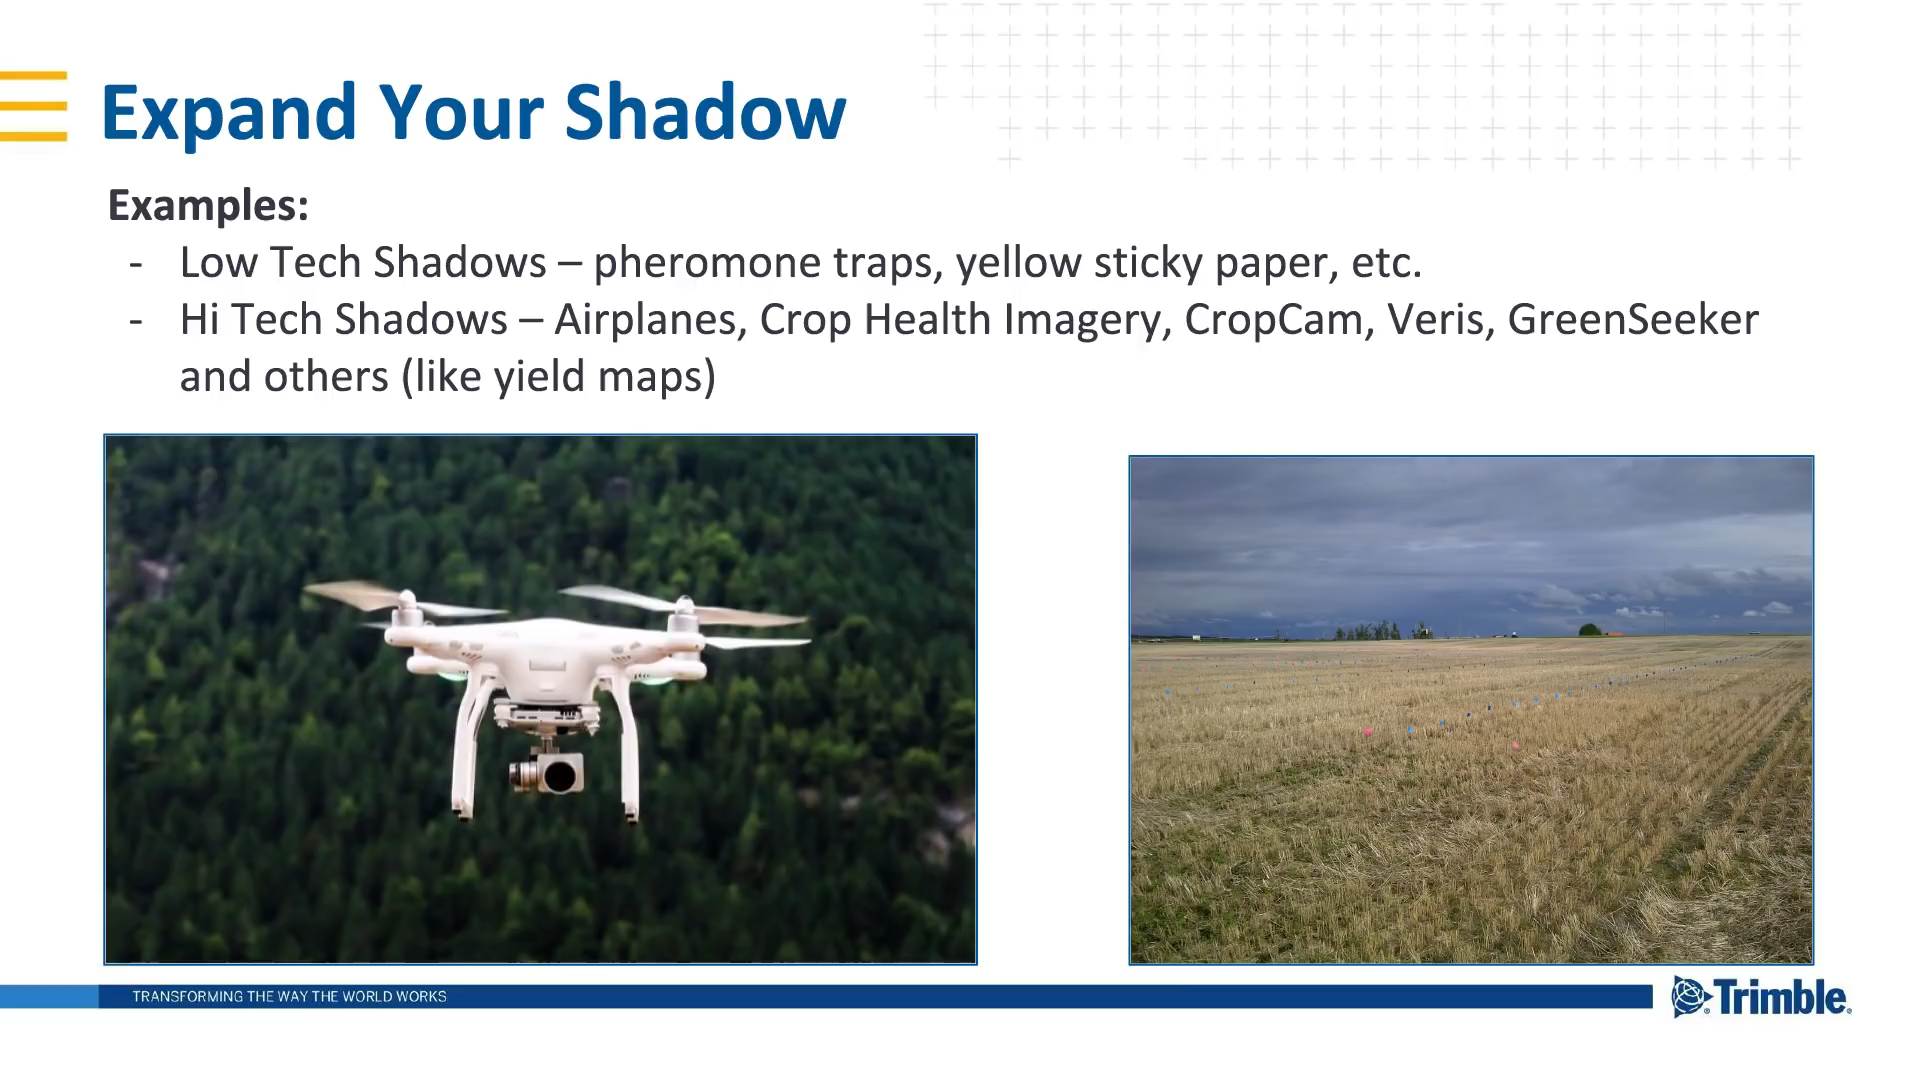 Expand Your Shadow
Examples:
- Low Tech Shadows – pheromone traps, yellow sticky paper, etc.
- Hi Tech Shadows – Airplanes, Crop Health Imagery, CropCam, Veris, GreenSeeker
and others (like yield maps)
TRANSFORMING THE WAY THE WORLD WORKS
Trimble®